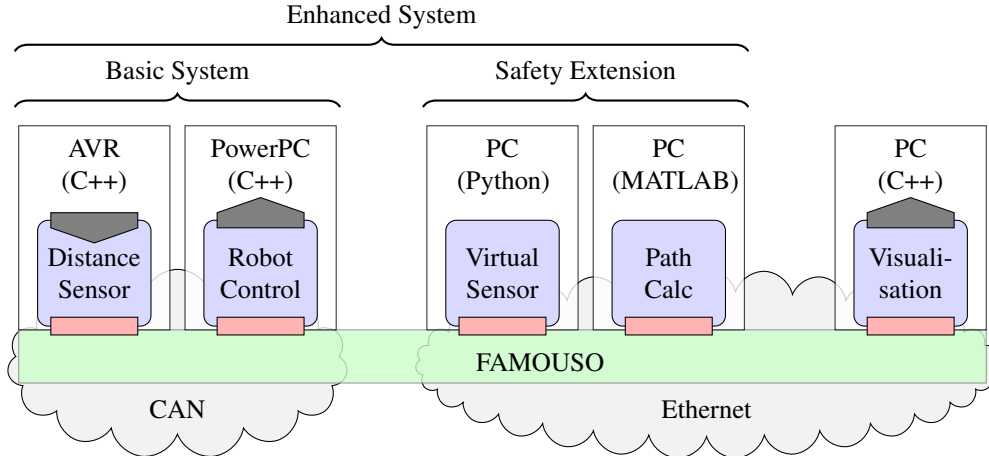 Enhanced System
Basic System
Safety Extension
AVR
(C++)
PowerPC
(C++)
PC
(Python)
PC
(MATLAB)
PC
(C++)
Distance
Sensor
Robot
Control
Virtual
Sensor
Path
Calc
Visuali-
sation
FAMOUSO
CAN
Ethernet